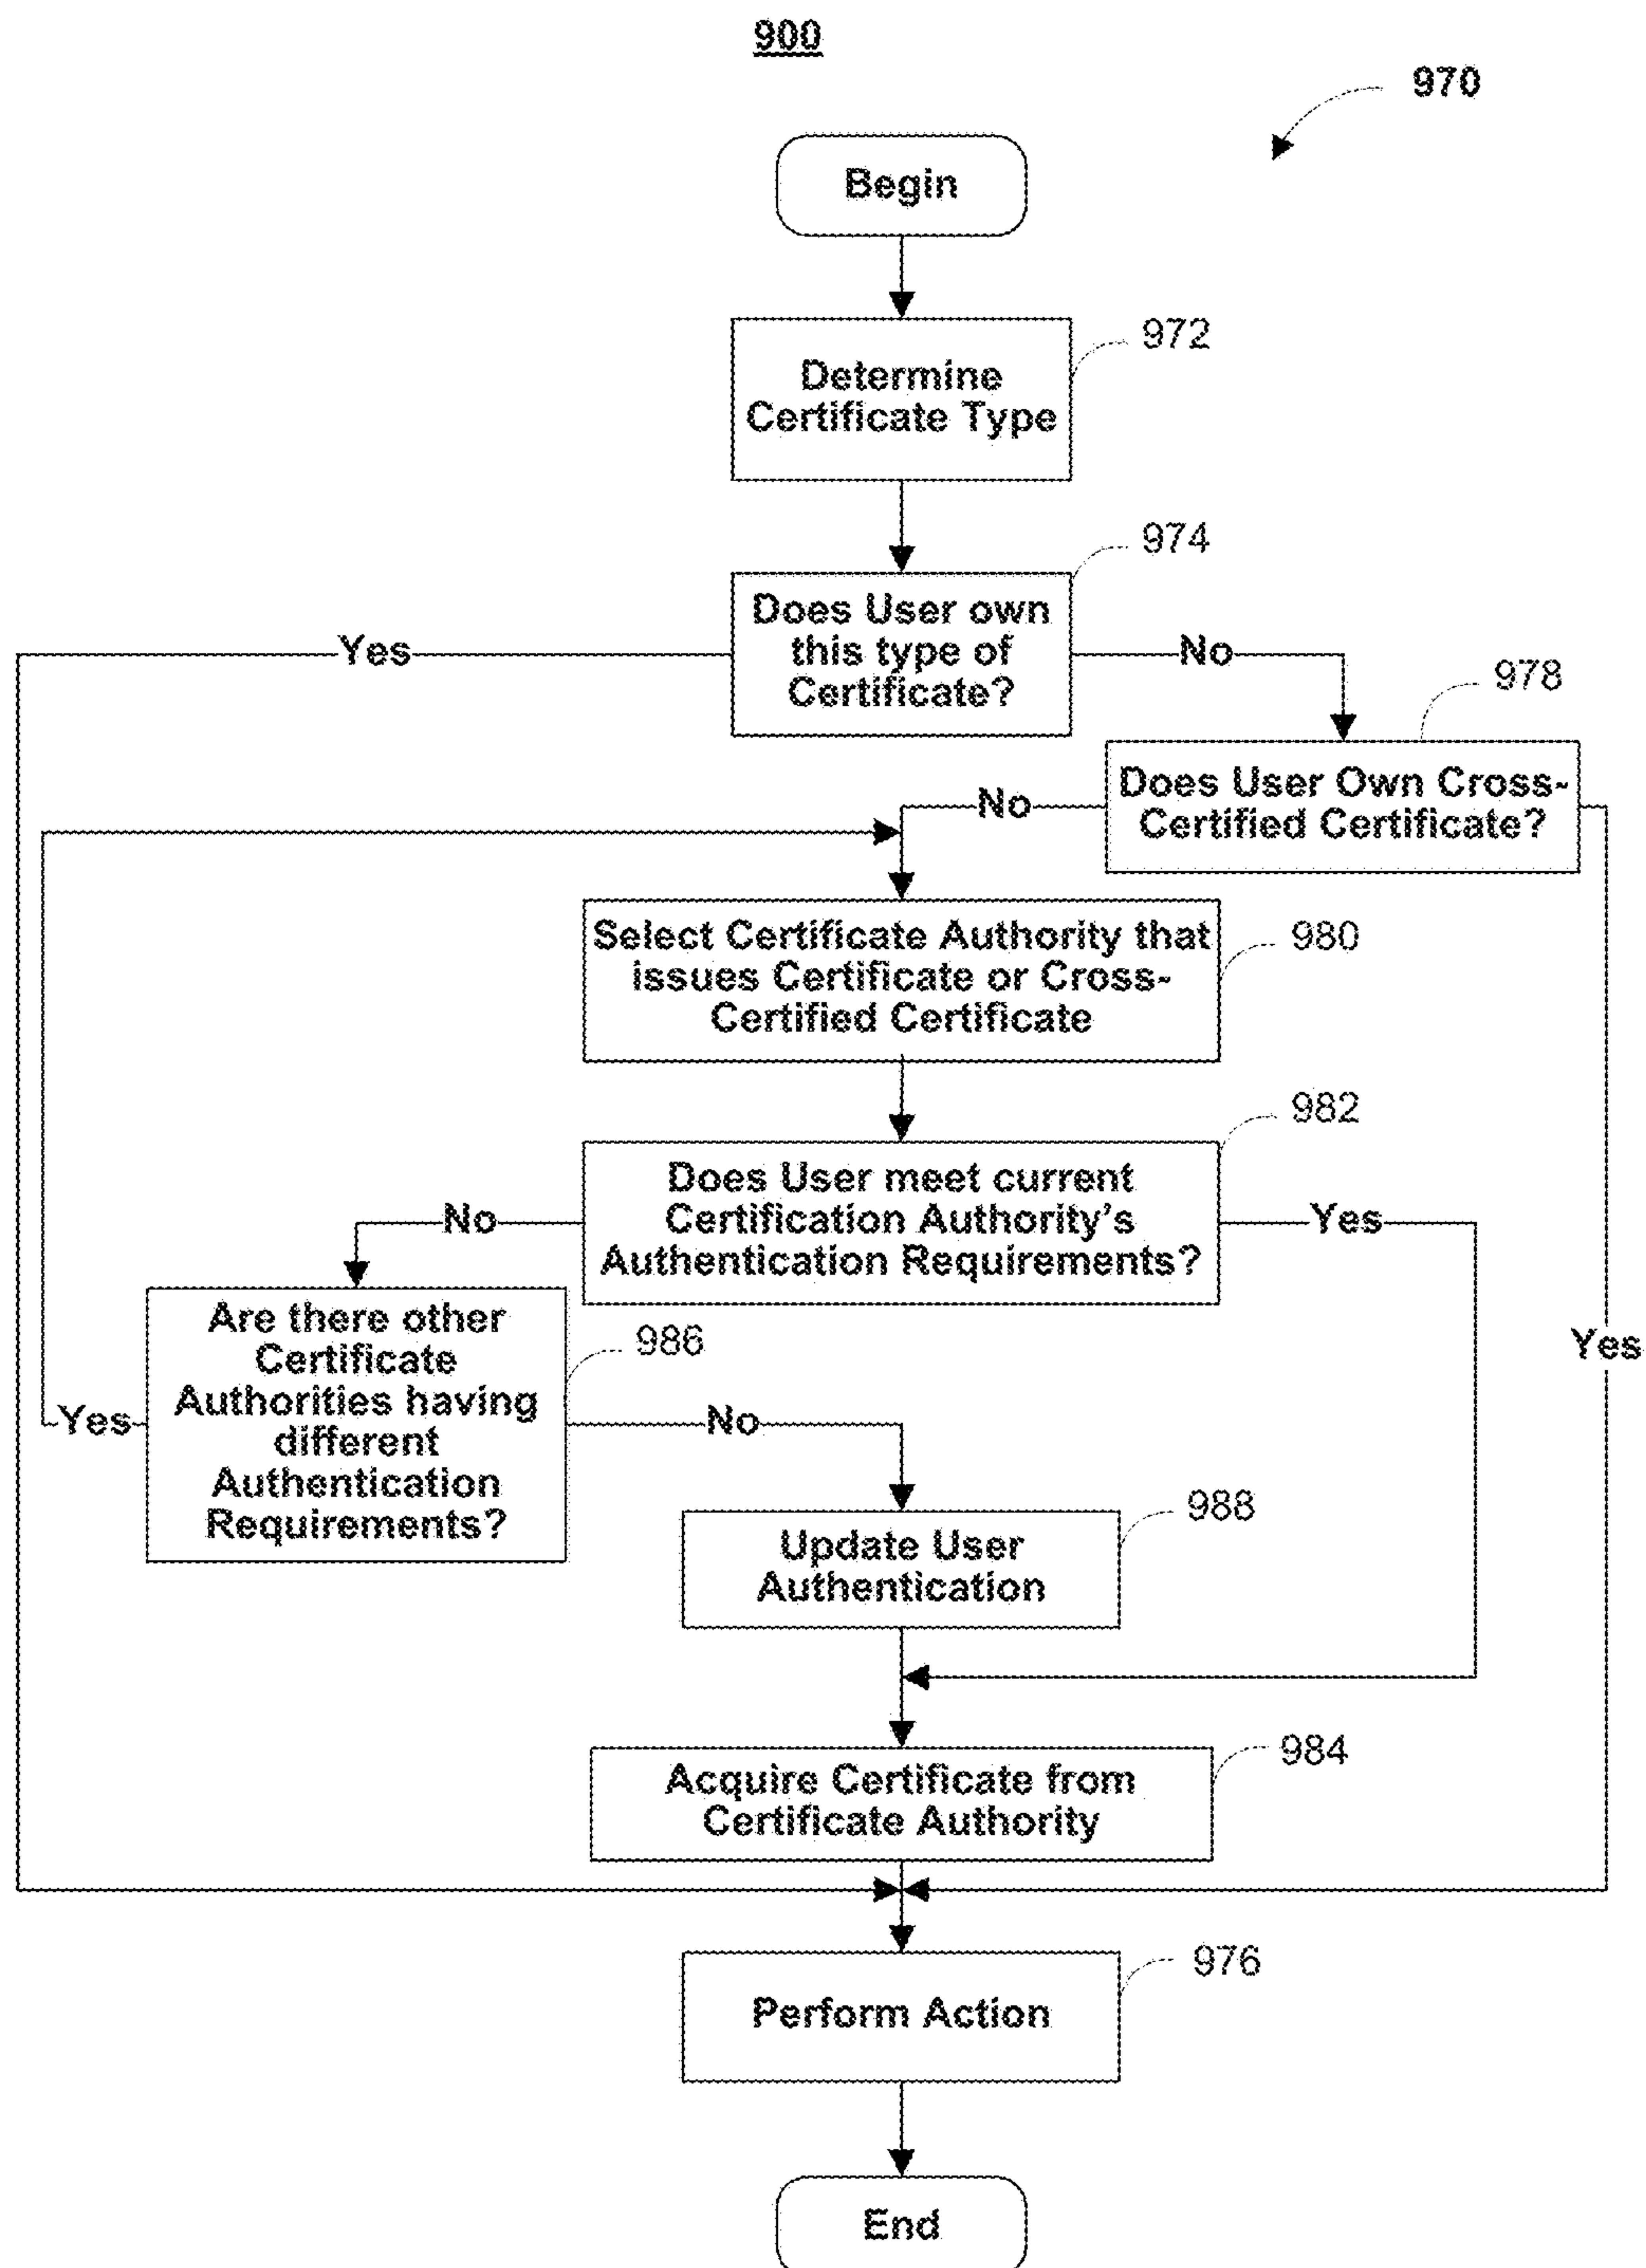 900
970
Begin
972
Determine
Certificate Type
974
Does User own
this type of
Certificate?
Yes
No
978
Does User Own Cross-
Certified Certificate?
No
Yes
980
Select Certificate Authority that
issues Certificate or Cross-
Certified Certificate
982
Does User meet current
Certification Authority's
Authentication Requirements?
No
Yes
Are there other
Certificate
Authorities having
different
Authentication
Requirements?
986
Yes
No
988
Update User
Authentication
984
Acquire Certificate from
Certificate Authority
976
Perform Action
End